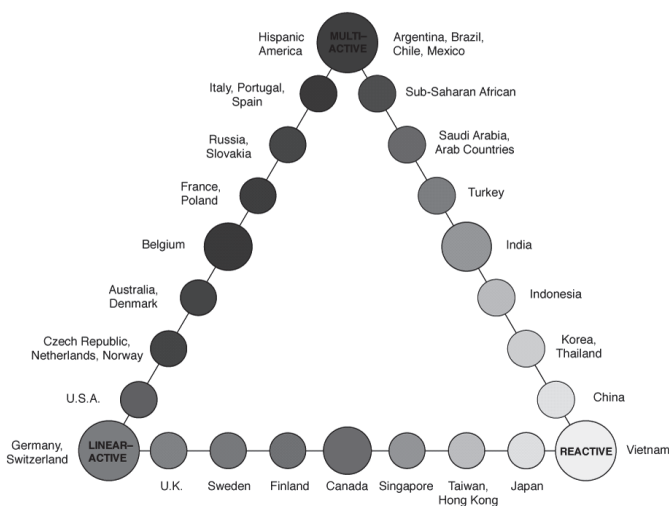 Hispanic
America
MULTI–
ACTIVE
Argentina, Brazil,
Chile, Mexico
Italy, Portugal,
Spain
Sub-Saharan African
Russia,
Slovakia
Saudi Arabia,
Arab Countries
France,
Poland
Turkey
Belgium
India
Australia,
Denmark
Indonesia
Czech Republic,
Netherlands, Norway
Korea,
Thailand
U.S.A.
China
Germany,
Switzerland
LINEAR–
ACTIVE
REACTIVE
Vietnam
U.K.
Sweden
Finland
Canada
Singapore
Taiwan,
Hong Kong
Japan